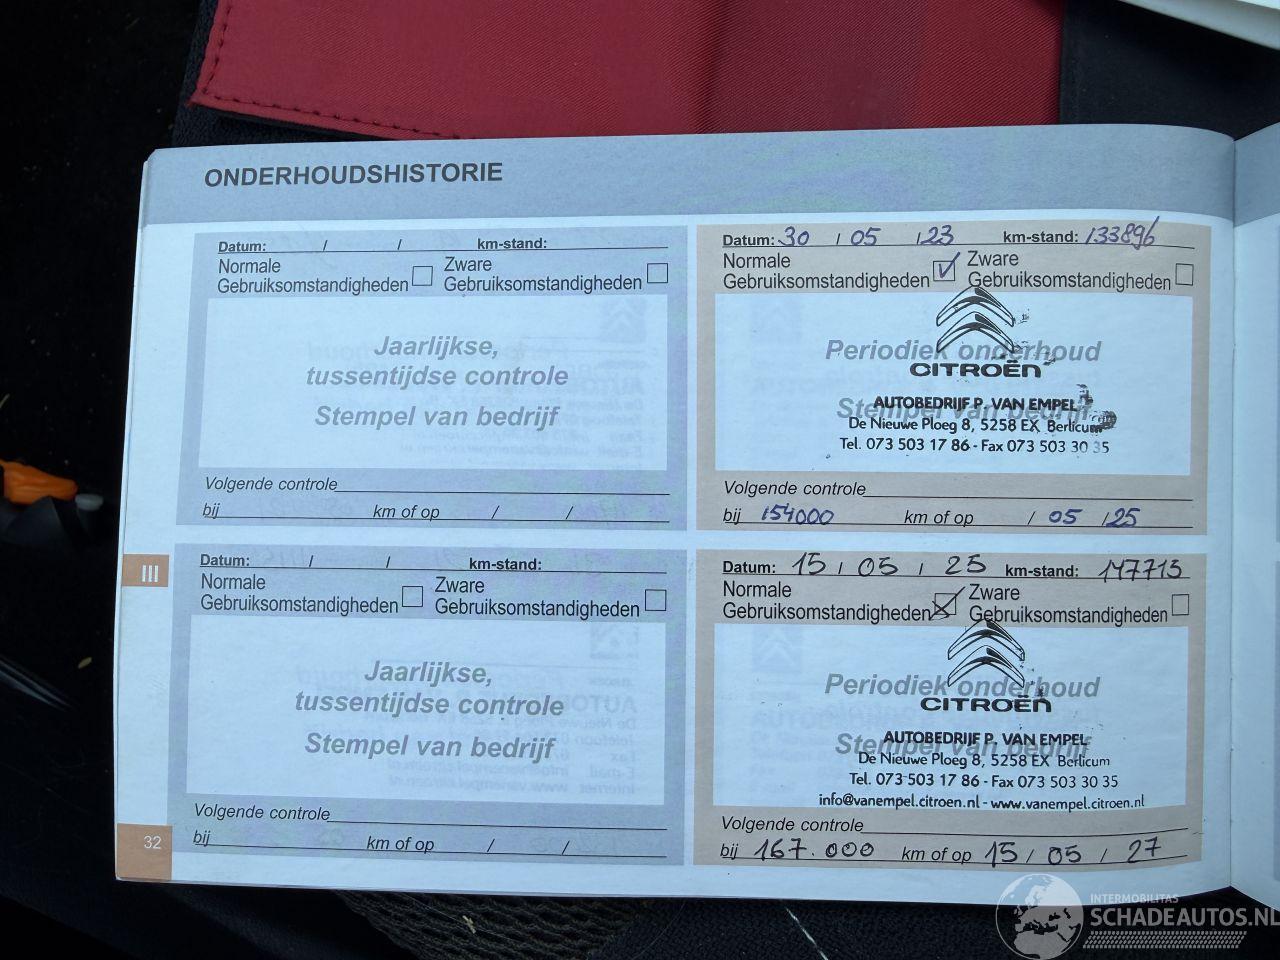 ONDERHOUDSHISTORIE
Datum: / / km-stand:
Normale Zware
Gebruiksomstandigheden Gebruiksomstandigheden
Jaarlijkse,
tussentijdse controle
Stempel van bedrijf
Volgende controle
bij km of op / /
Datum: 30 / 05 / 23 km-stand: 133896
Normale Zware
Gebruiksomstandigheden Gebruiksomstandigheden
Periodiek onderhoud
CITROËN
AUTOBEDRIJF P. VAN EMPEL
Stempel van bedrijf
De Nieuwe Ploeg 8, 5258 EX Berlicum
Tel. 073 503 17 86 - Fax 073 503 30 35
Volgende controle
bij 154000 km of op / 05 / 25
III
Datum: / / km-stand:
Normale Zware
Gebruiksomstandigheden Gebruiksomstandigheden
Jaarlijkse,
tussentijdse controle
Stempel van bedrijf
Volgende controle
bij km of op / /
32
Datum: 15 / 05 / 25 km-stand: 147713
Normale Zware
Gebruiksomstandigheden Gebruiksomstandigheden
Periodiek onderhoud
CITROËN
AUTOBEDRIJF P. VAN EMPEL
Stempel van bedrijf
De Nieuwe Ploeg 8, 5258 EX Berlicum
Tel. 073 503 17 86 - Fax 073 503 30 35
info@vanempel.citroen.nl - www.vanempel.citroen.nl
Volgende controle
bij 167.000 km of op 15 / 05 / 27
INTERMOBILITAS
SCHADEAUTOS.NL